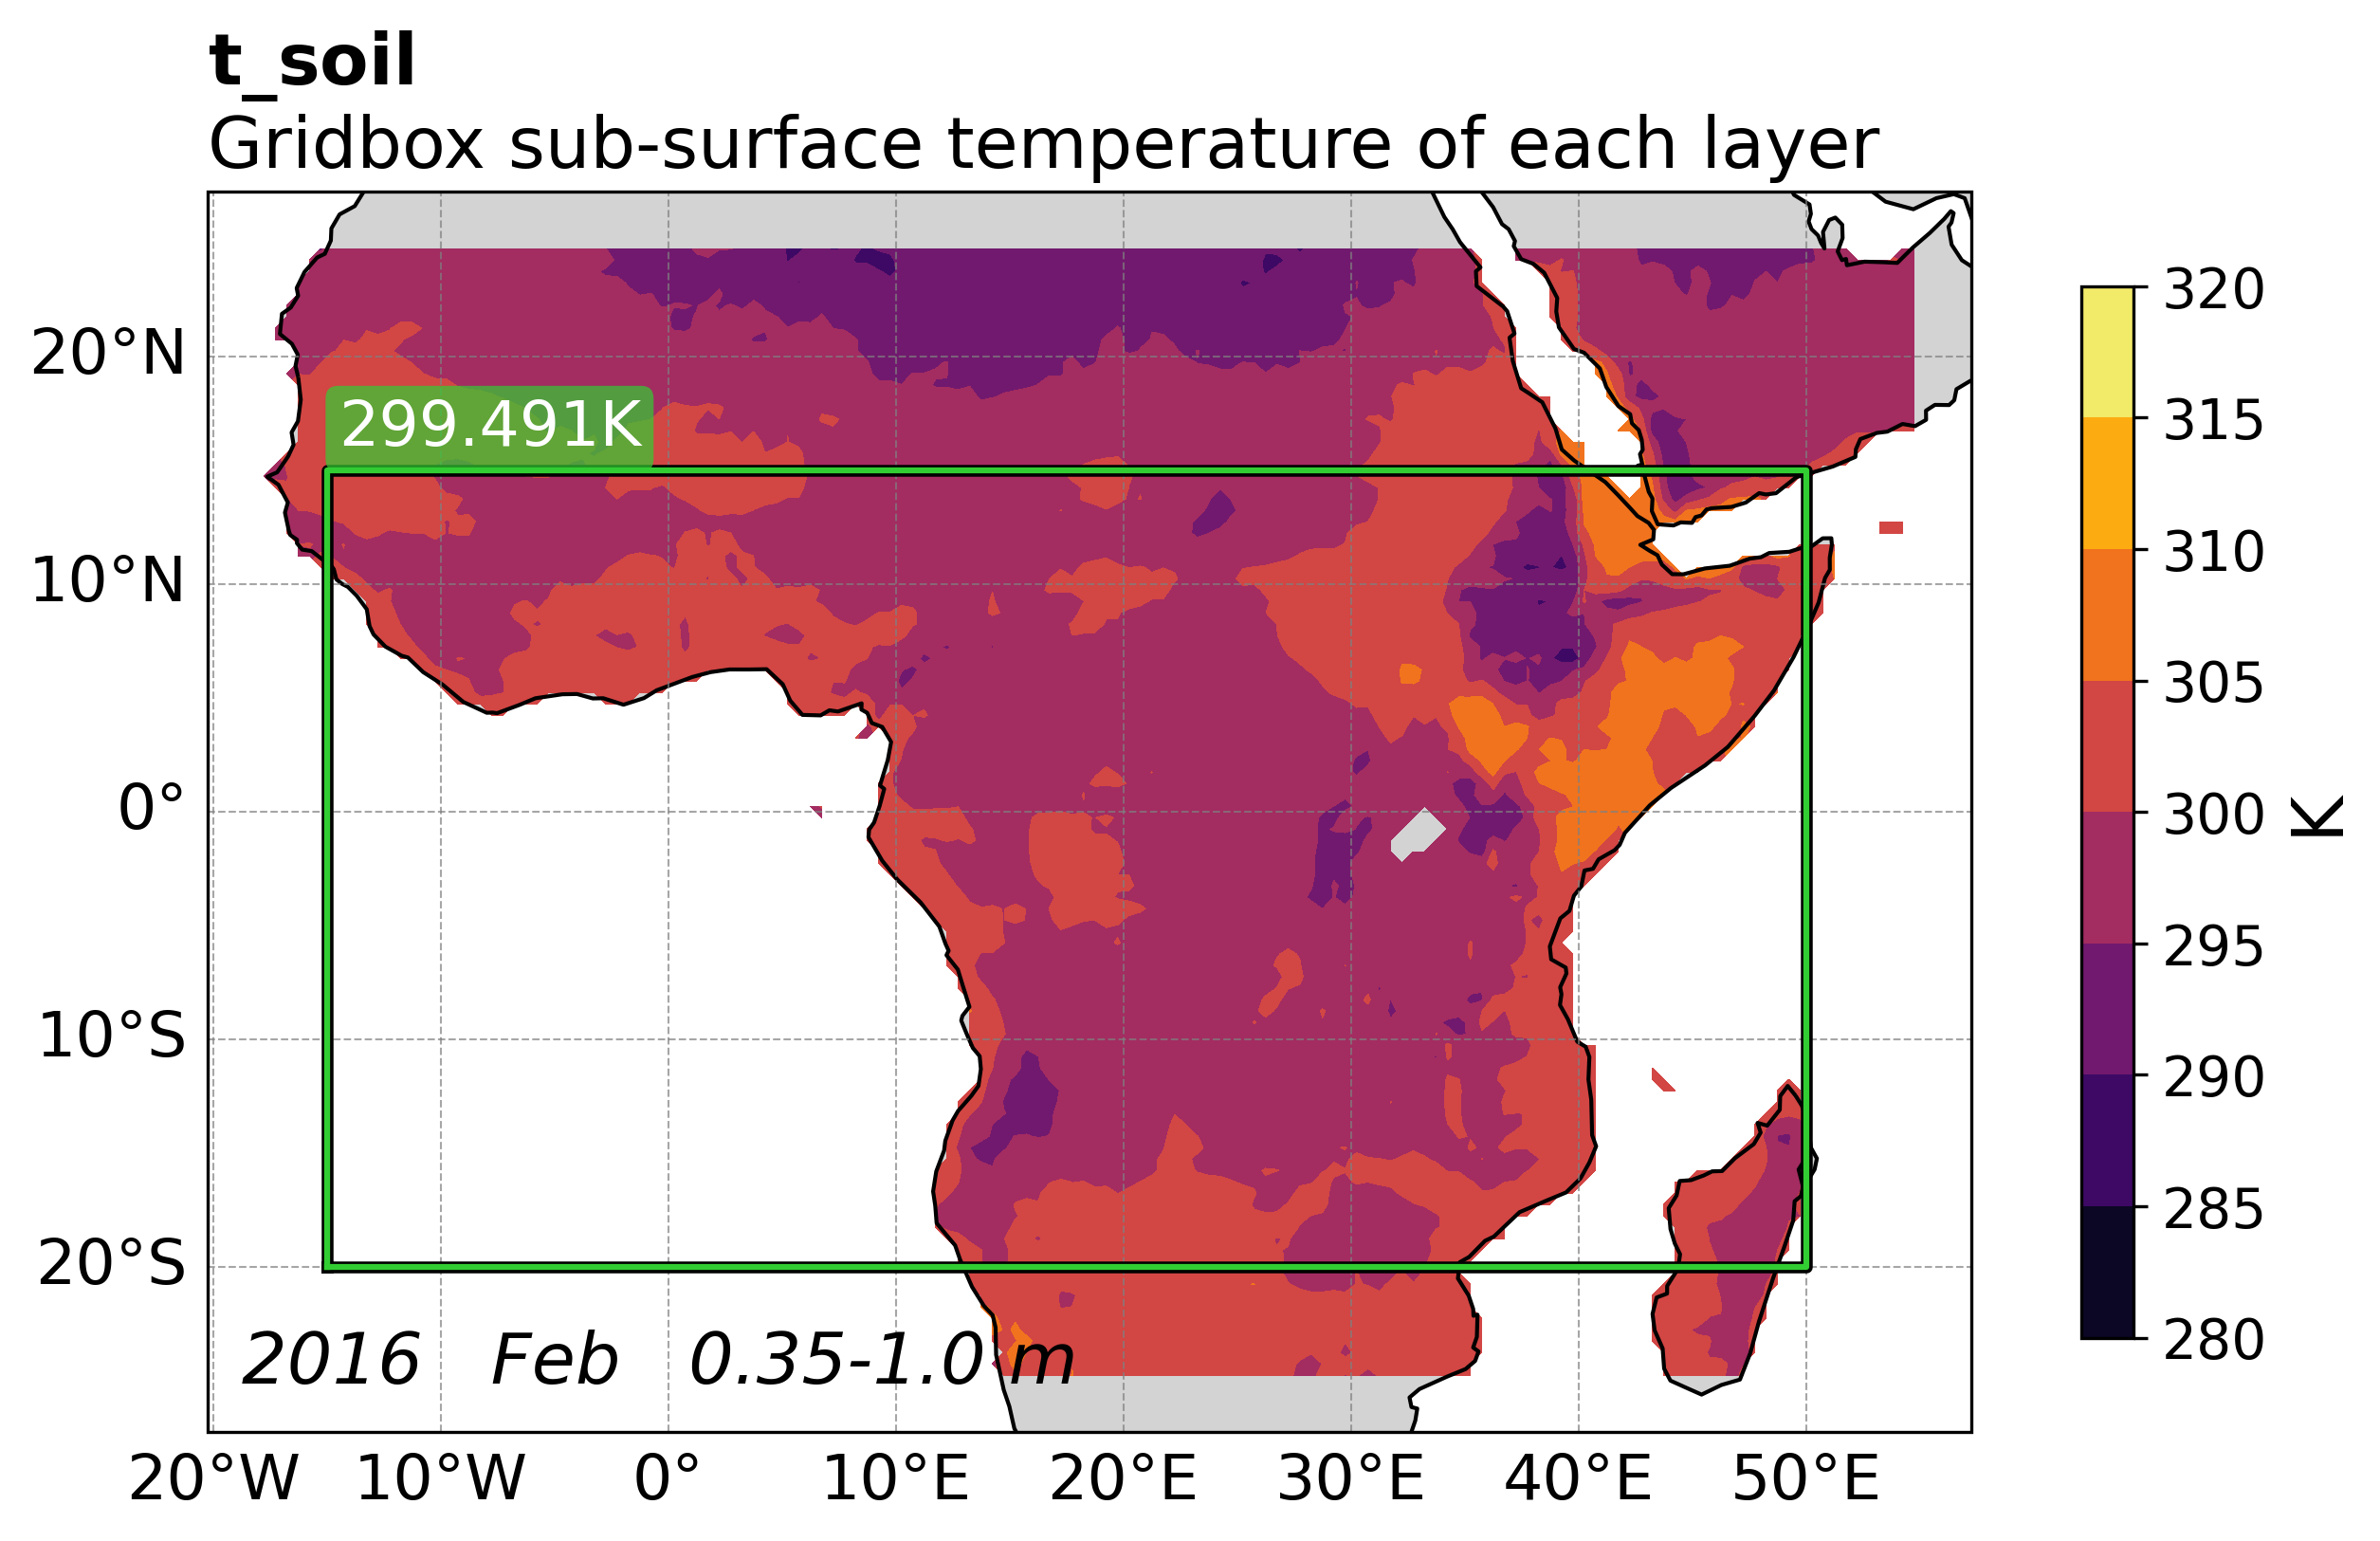 t_soil
Gridbox sub-surface temperature of each layer
299.491K
20°N
10°N
0°
10°S
20°S
2016 Feb 0.35-1.0 m
20°W 10°W 0° 10°E 20°E 30°E 40°E 50°E
320
315
310
305
300
295
290
285
280
K